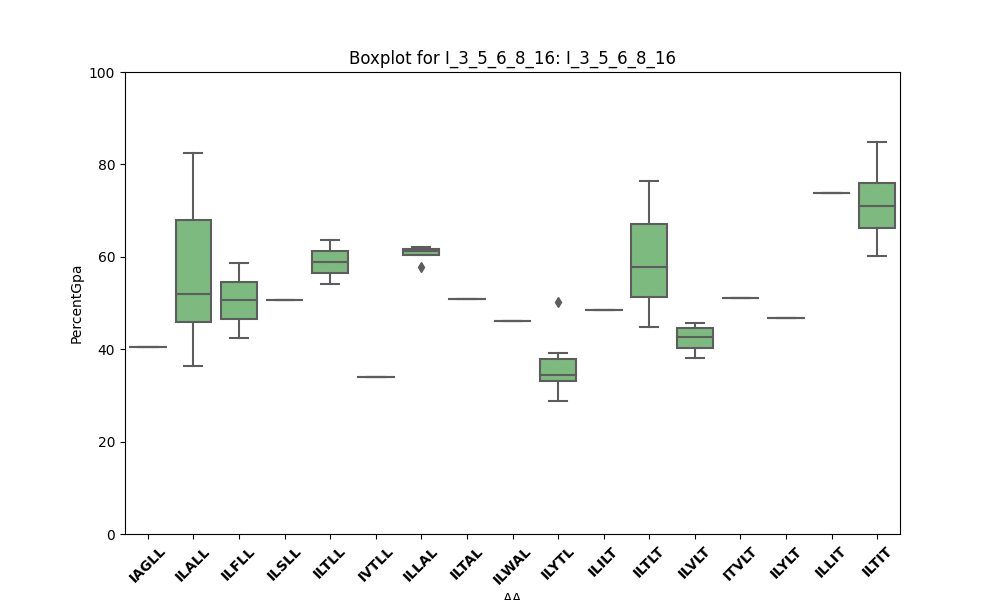 Boxplot for I_3_5_6_8_16: I_3_5_6_8_16
100
80
60
40
20
0
PercentGpa
IAGLL ILALL ILFLL ILSLL ILTLL IVTLL ILLAL ILTAL ILWAL ILYTL ILILT ILTLT ILVLT ITVLT ILYLT ILLIT ILTIT
AA